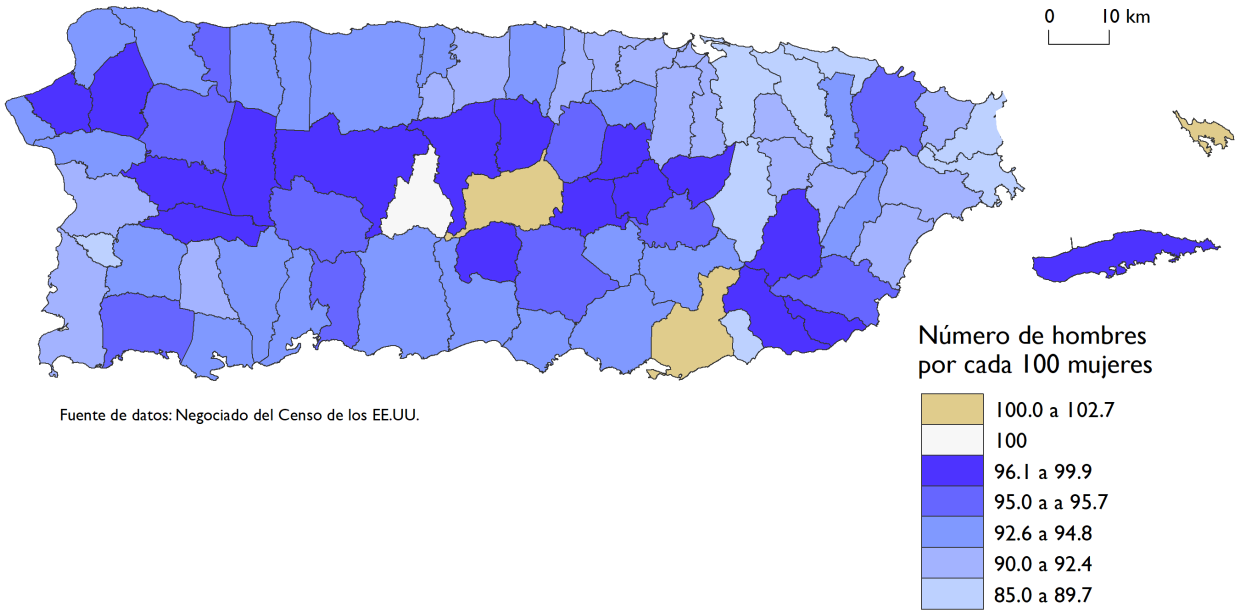 0 10 km
Número de hombres
por cada 100 mujeres
Fuente de datos: Negociado del Censo de los EE.UU.
100.0 a 102.7
100
96.1 a 99.9
95.0 a a 95.7
92.6 a 94.8
90.0 a 92.4
85.0 a 89.7